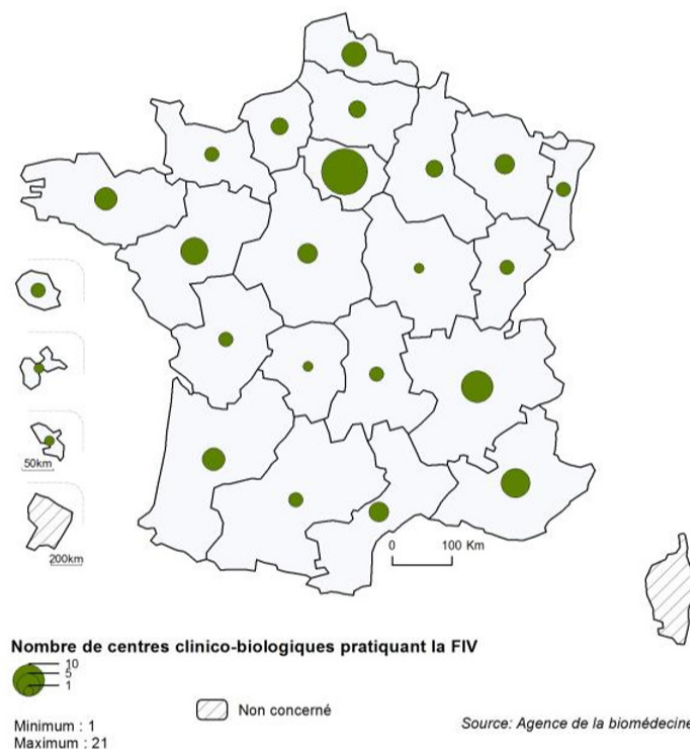 50km
200km
0 100 Km
Nombre de centres clinico-biologiques pratiquant la FIV
10
5
1
Non concerné
Minimum : 1
Maximum : 21
Source: Agence de la biomédecine